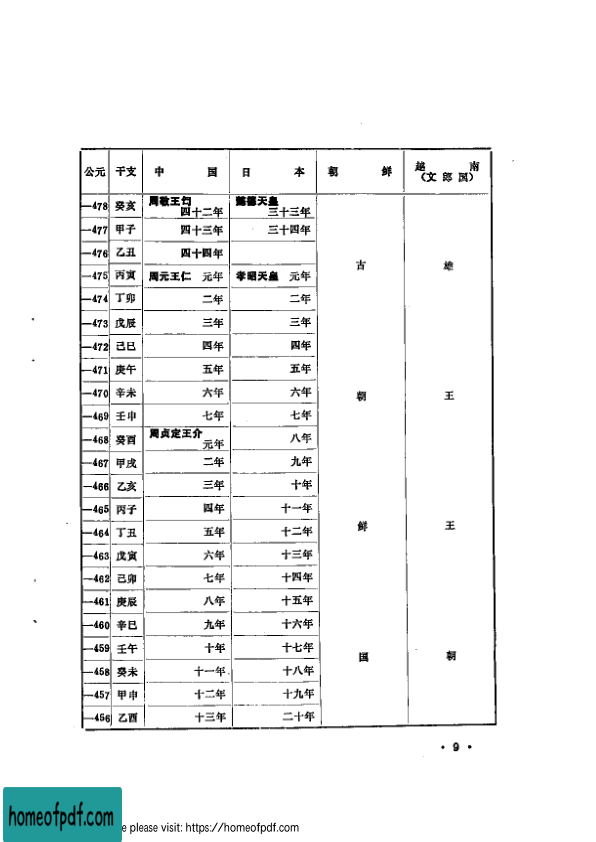 公元 干支 中 国 日 本 朝 鲜 越 南
（文 郎 国）
—478 癸亥 周敬王匄 四十二年 懿德天皇 三十三年
—477 甲子 四十三年 三十四年
—476 乙丑 四十四年
—475 丙寅 周元王仁 元年 孝昭天皇 元年
古 雄
—474 丁卯 二年 二年
—473 戊辰 三年 三年
—472 己巳 四年 四年
—471 庚午 五年 五年
—470 辛未 六年 六年 朝 王
—469 壬申 七年 七年
—468 癸酉 周贞定王介 元年 八年
—467 甲戌 二年 九年
—466 乙亥 三年 十年
—465 丙子 四年 十一年
鲜 王
—464 丁丑 五年 十二年
—463 戊寅 六年 十三年
—462 己卯 七年 十四年
—461 庚辰 八年 十五年
—460 辛巳 九年 十六年
—459 壬午 十年 十七年 国 朝
—458 癸未 十一年 十八年
—457 甲申 十二年 十九年
—456 乙酉 十三年 二十年
• 9 •
homeofpdf.com
e please visit: https://homeofpdf.com